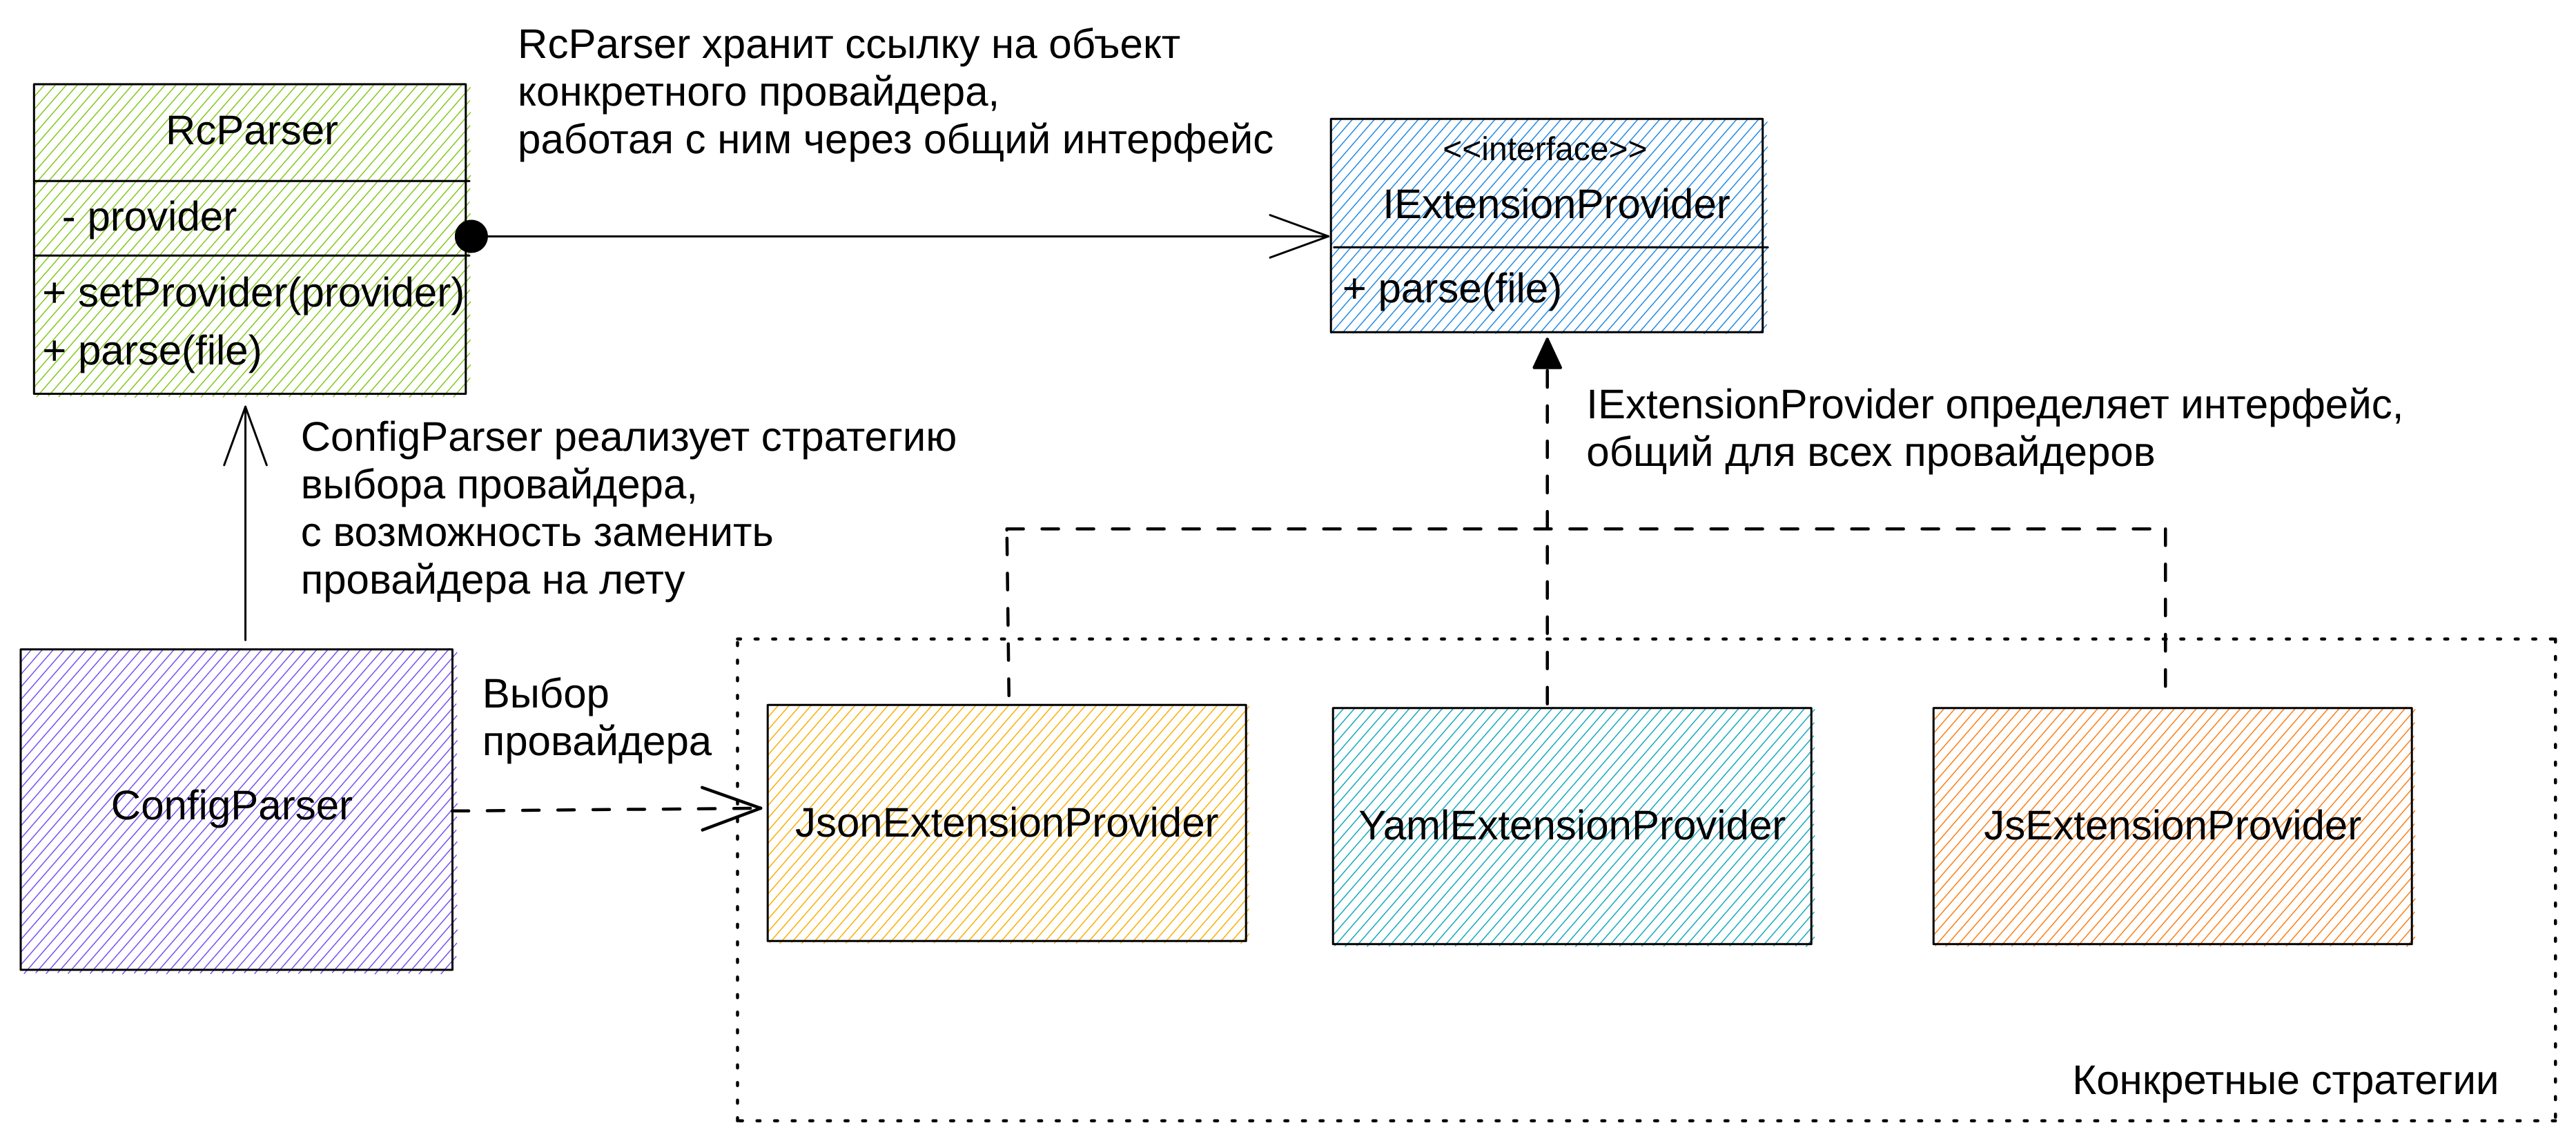 RcParser хранит ссылку на объект
конкретного провайдера,
работая с ним через общий интерфейс
RcParser
- provider
+ setProvider(provider)
+ parse(file)
<<interface>>
IExtensionProvider
+ parse(file)
ConfigParser реализует стратегию
выбора провайдера,
с возможность заменить
провайдера на лету
IExtensionProvider определяет интерфейс,
общий для всех провайдеров
ConfigParser
Выбор
провайдера
JsonExtensionProvider
YamlExtensionProvider
JsExtensionProvider
Конкретные стратегии